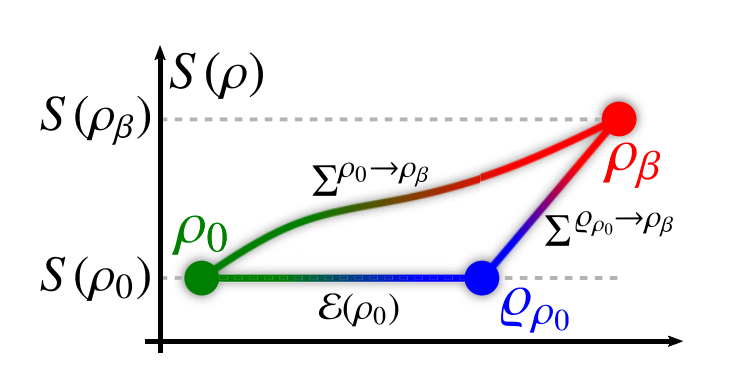 S(ρ)
S(ρ_β)
ρ_β
Σ^{ρ_0→ρ_β}
Σ^{ϱ_{ρ_0}→ρ_β}
ρ_0
S(ρ_0)
ℰ(ρ_0)
ϱ_{ρ_0}